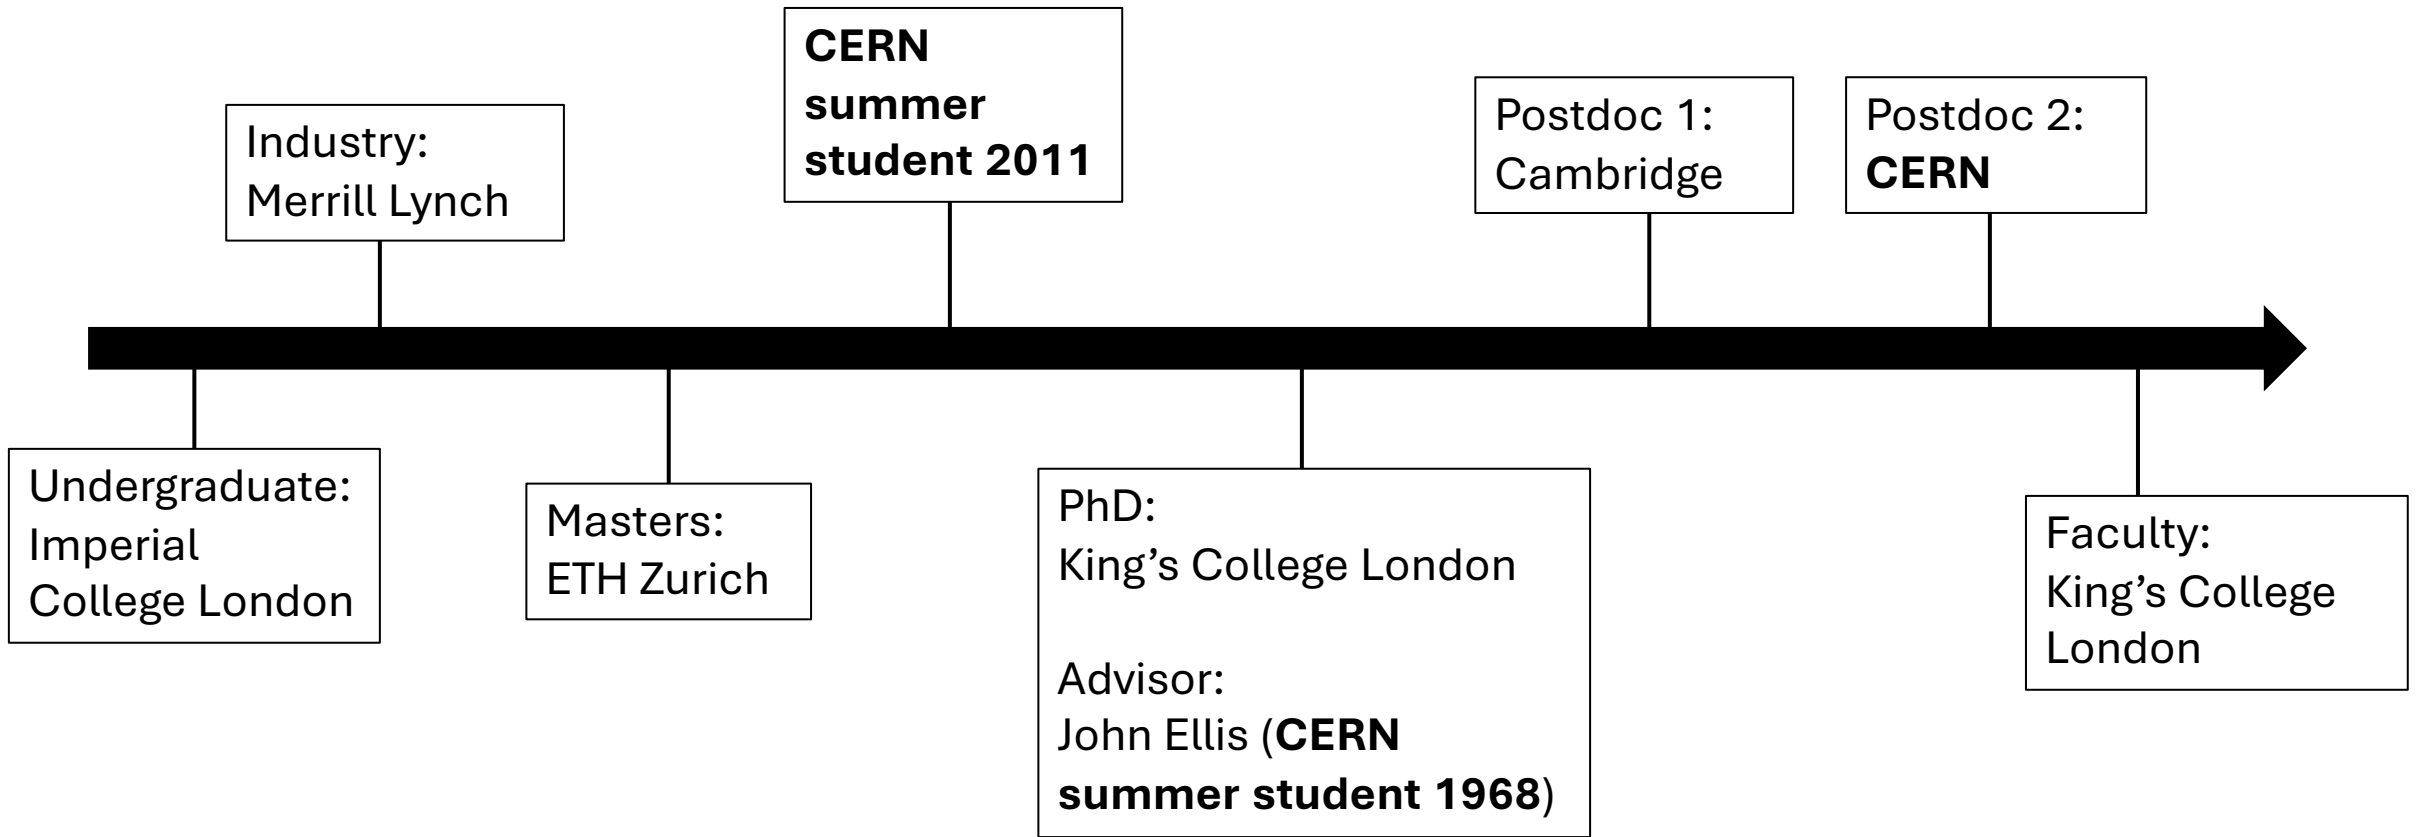 CERN
summer
student 2011
Industry:
Merrill Lynch
Postdoc 1:
Cambridge
Postdoc 2:
CERN
Undergraduate:
Imperial
College London
Masters:
ETH Zurich
PhD:
King’s College London
Advisor:
John Ellis (CERN
summer student 1968)
Faculty:
King’s College
London